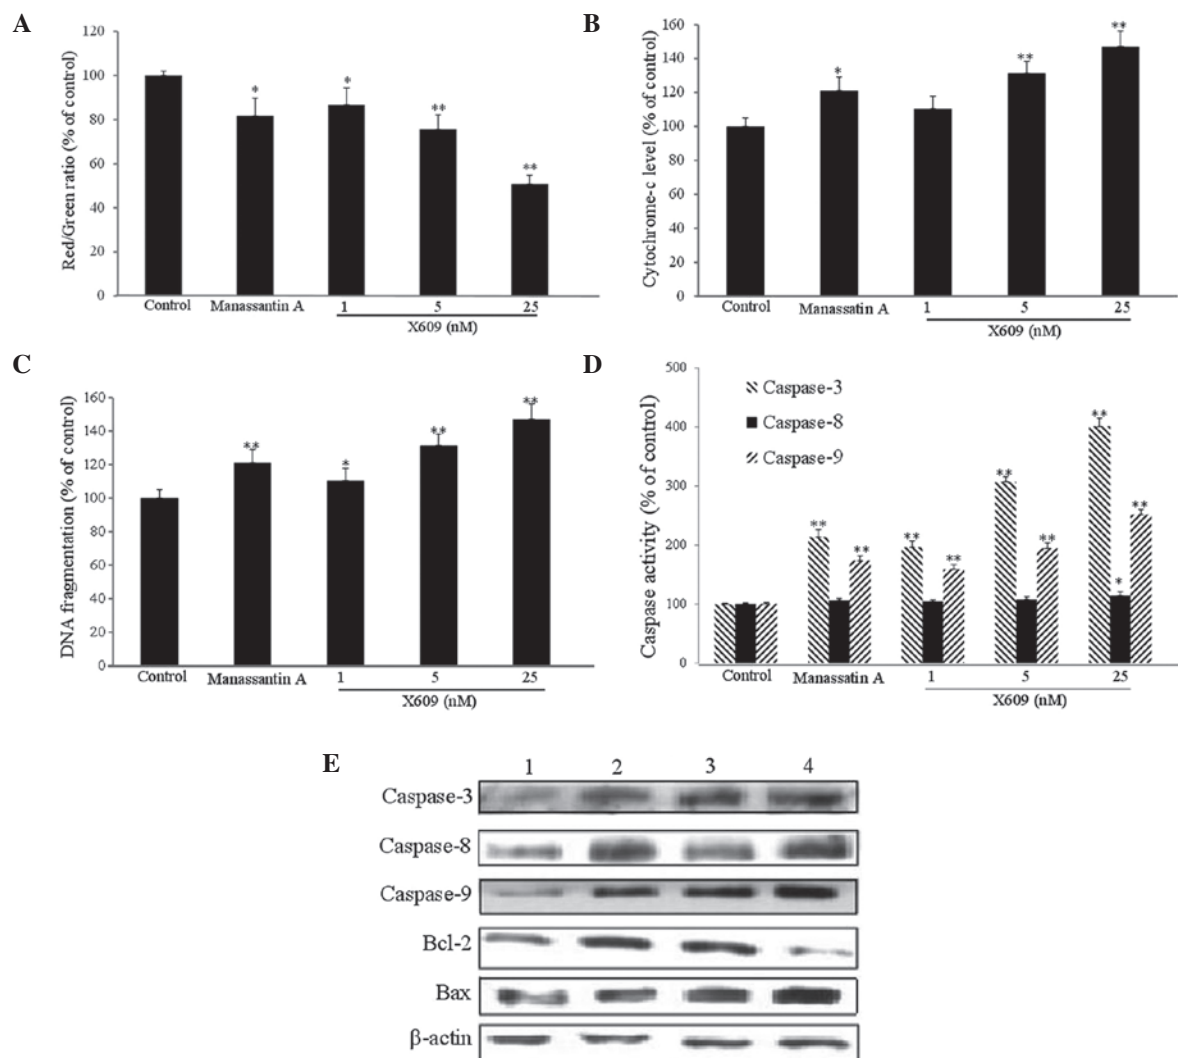 A
Red/Green ratio (% of control)
120
100
80
60
40
20
0
*
*
**
**
Control
Manassantin A
1
5
25
X609 (nM)
B
Cytochrome-c level (% of control)
160
140
120
100
80
60
40
20
0
*
**
**
Control
Manassatin A
1
5
25
X609 (nM)
C
DNA fragmentation (% of control)
160
140
120
100
80
60
40
20
0
**
*
**
**
Control
Manassantin A
1
5
25
X609 (nM)
D
Caspase activity (% of control)
500
400
300
200
100
0
Caspase-3
Caspase-8
Caspase-9
**
**
**
**
**
**
**
*
**
Control
Manassatin A
1
5
25
X609 (nM)
E
1 2 3 4
Caspase-3
Caspase-8
Caspase-9
Bcl-2
Bax
β-actin